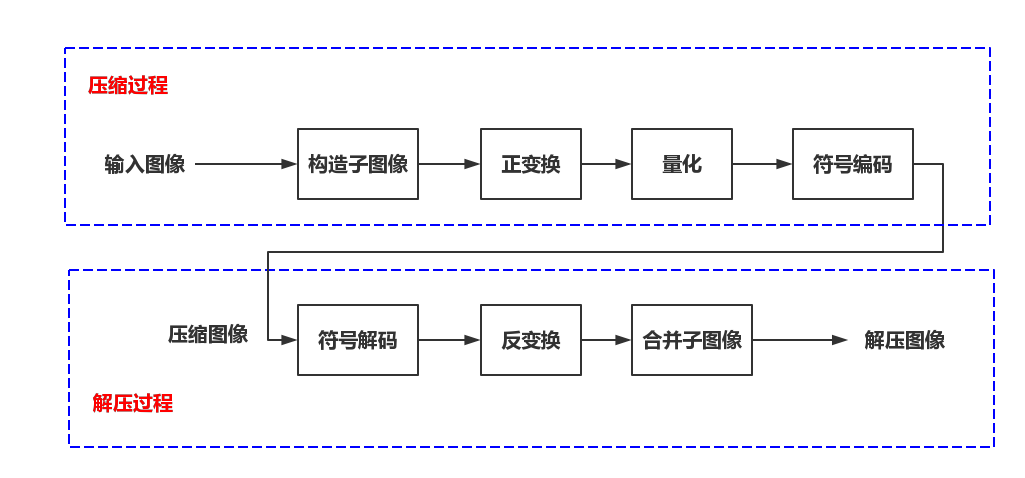 压缩过程
输入图像
构造子图像
正变换
量化
符号编码
压缩图像
符号解码
反变换
合并子图像
解压图像
解压过程